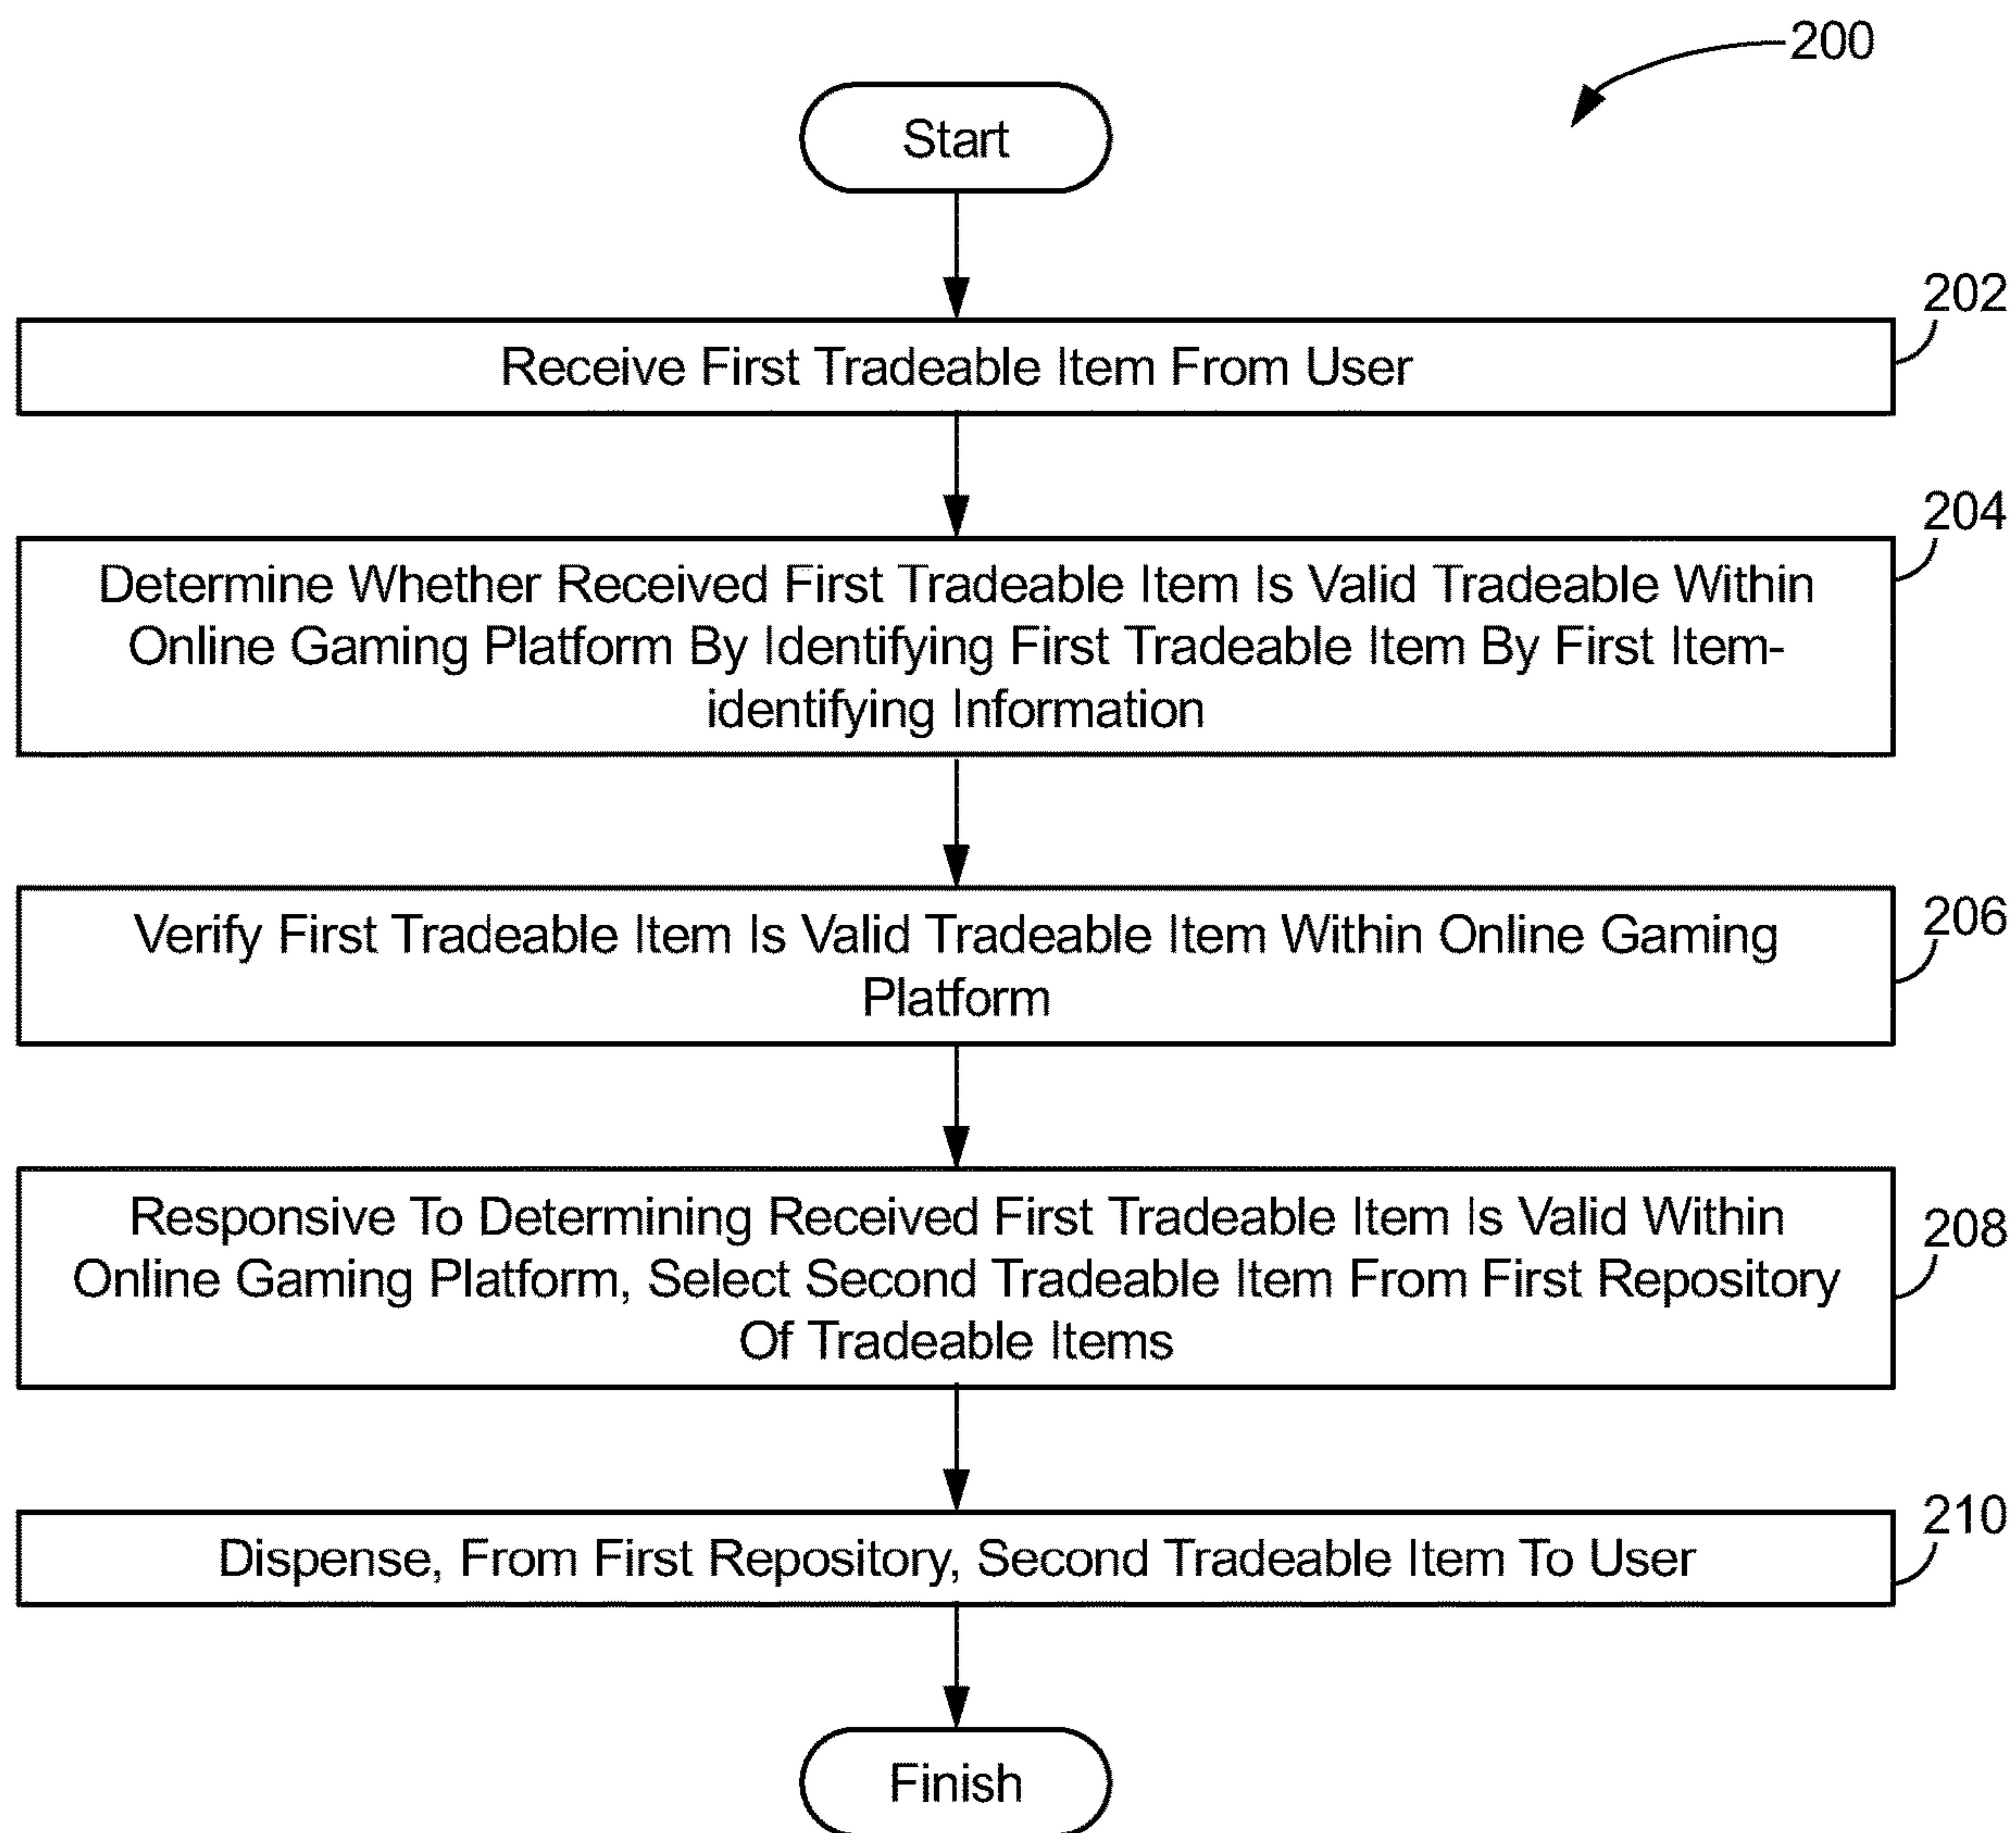 200
Start
202
Receive First Tradeable Item From User
204
Determine Whether Received First Tradeable Item Is Valid Tradeable Within
Online Gaming Platform By Identifying First Tradeable Item By First Item-
identifying Information
206
Verify First Tradeable Item Is Valid Tradeable Item Within Online Gaming
Platform
208
Responsive To Determining Received First Tradeable Item Is Valid Within
Online Gaming Platform, Select Second Tradeable Item From First Repository
Of Tradeable Items
210
Dispense, From First Repository, Second Tradeable Item To User
Finish